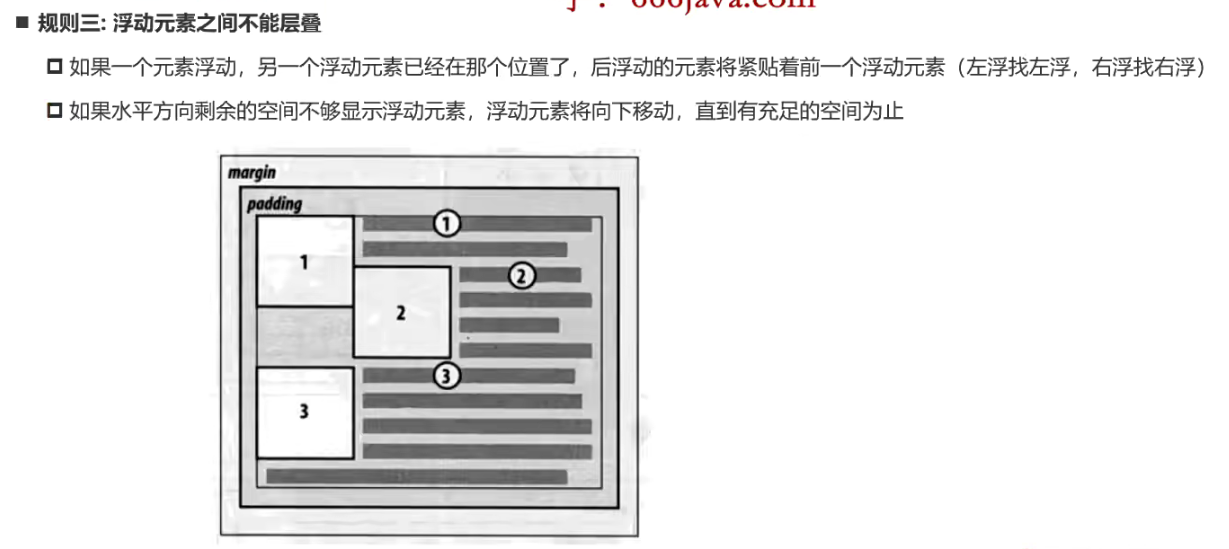 ■ 规则三: 浮动元素之间不能层叠
如果一个元素浮动，另一个浮动元素已经在那个位置了，后浮动的元素将紧贴着前一个浮动元素（左浮找左浮，右浮找右浮）
如果水平方向剩余的空间不够显示浮动元素，浮动元素将向下移动，直到有充足的空间为止
margin
padding
①
1
②
2
③
3